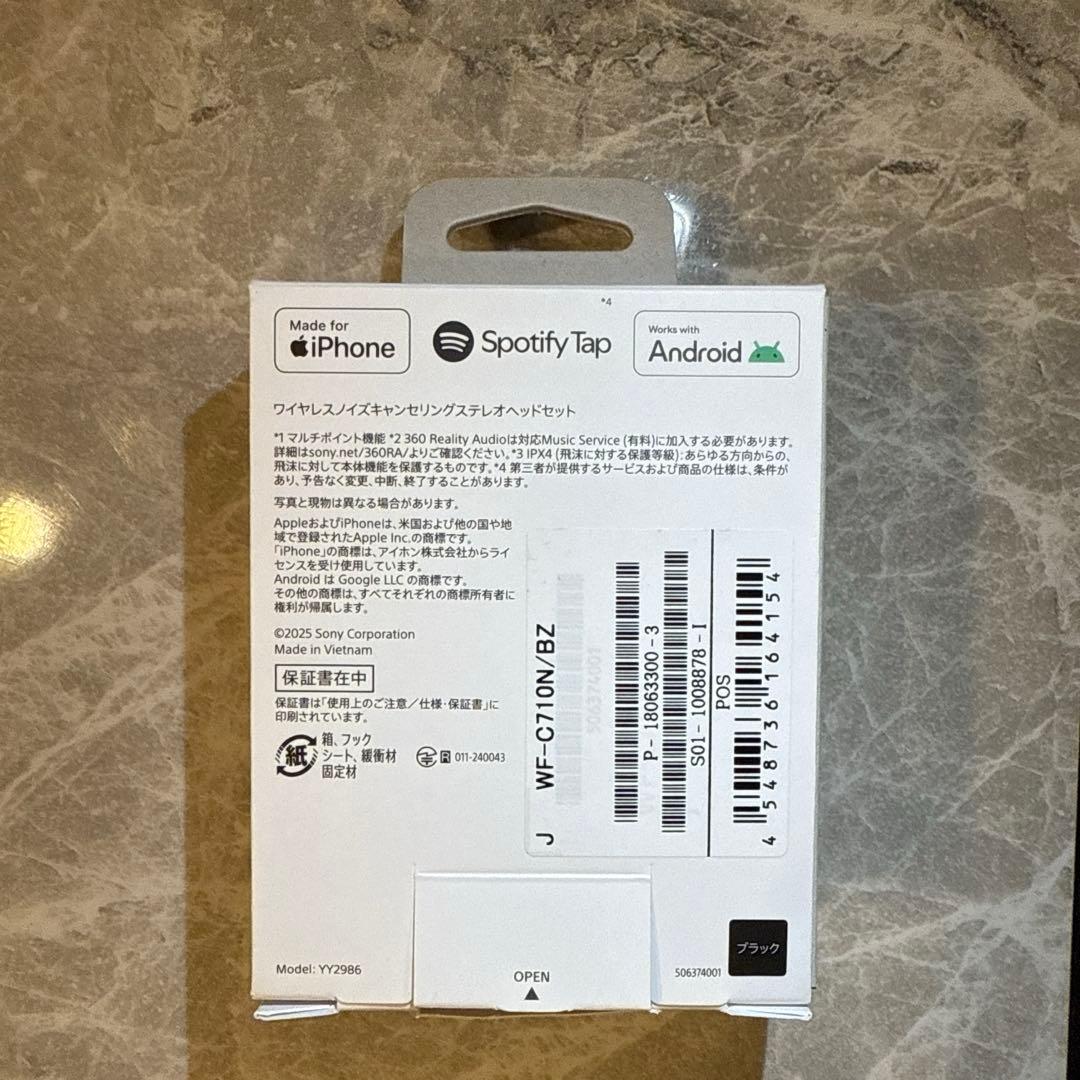 *4
Made for
iPhone
Spotify Tap
Works with
Android
ワイヤレスノイズキャンセリングステレオヘッドセット
*1 マルチポイント機能 *2 360 Reality Audioは対応Music Service (有料)に加入する必要があります。
詳細はsony.net/360RA/よりご確認ください。*3 IPX4 (飛沫に対する保護等級): あらゆる方向からの、
飛沫に対して本体機能を保護するものです。*4 第三者が提供するサービスおよび商品の仕様は、条件が
あり、予告なく変更、中断、終了することがあります。
写真と現物は異なる場合があります。
AppleおよびiPhoneは、米国および他の国や地
域で登録されたApple Inc.の商標です。
「iPhone」の商標は、アイホン株式会社からライ
センスを受け使用しています。
Android は Google LLC の商標です。
その他の商標は、すべてそれぞれの商標所有者に
権利が帰属します。
©2025 Sony Corporation
Made in Vietnam
保証書在中
保証書は「使用上のご注意/仕様・保証書」に
印刷されています。
紙
箱、フック
シート、緩衝材
固定材
R 011-240043
J WF-C710N/BZ
506374001
P- 18063300 - 3
S01- 1008878 - I
POS
4 548736 164154
ブラック
Model: YY2986
OPEN
506374001